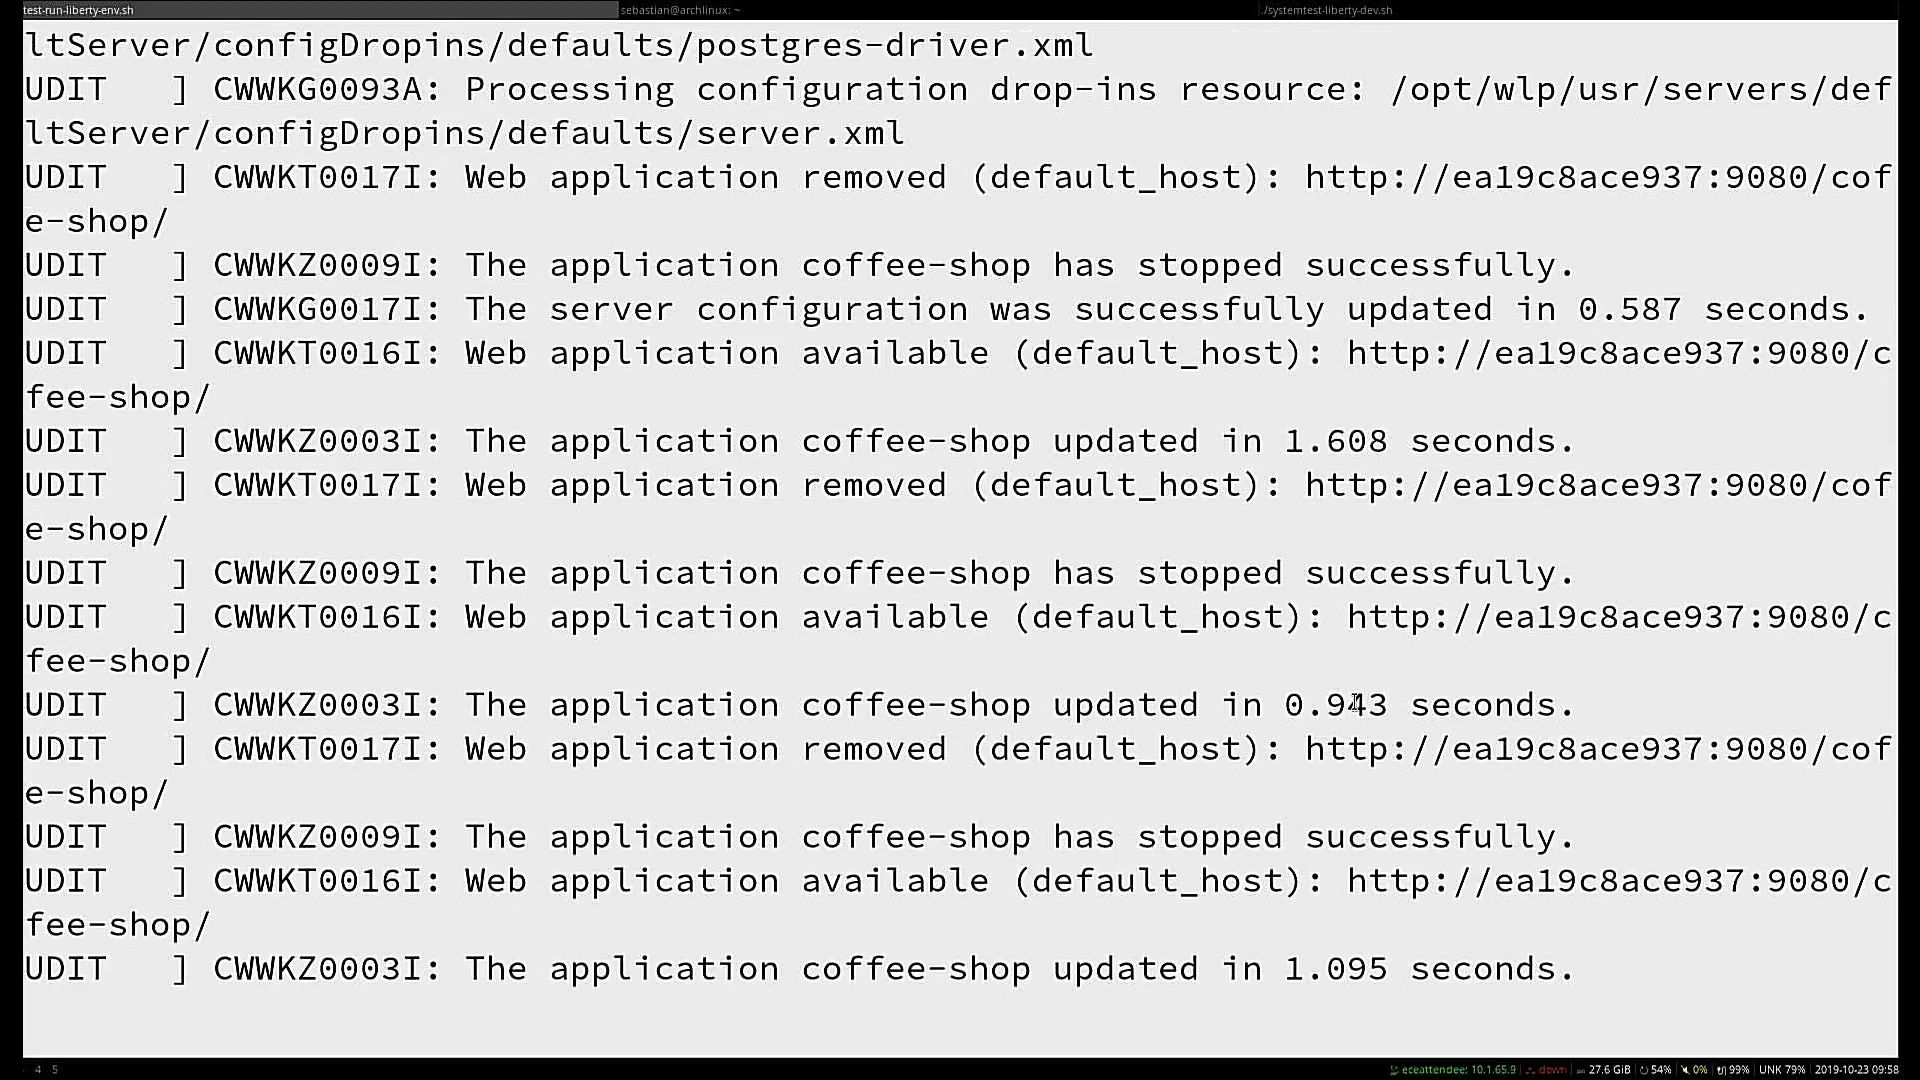 test-run-liberty-env.sh
sebastian@archlinux: ~
./systemtest-liberty-dev.sh
ltServer/configDropins/defaults/postgres-driver.xml
UDIT   ] CWWKG0093A: Processing configuration drop-ins resource: /opt/wlp/usr/servers/def
ltServer/configDropins/defaults/server.xml
UDIT   ] CWWKT0017I: Web application removed (default_host): http://ea19c8ace937:9080/cof
e-shop/
UDIT   ] CWWKZ0009I: The application coffee-shop has stopped successfully.
UDIT   ] CWWKG0017I: The server configuration was successfully updated in 0.587 seconds.
UDIT   ] CWWKT0016I: Web application available (default_host): http://ea19c8ace937:9080/c
fee-shop/
UDIT   ] CWWKZ0003I: The application coffee-shop updated in 1.608 seconds.
UDIT   ] CWWKT0017I: Web application removed (default_host): http://ea19c8ace937:9080/cof
e-shop/
UDIT   ] CWWKZ0009I: The application coffee-shop has stopped successfully.
UDIT   ] CWWKT0016I: Web application available (default_host): http://ea19c8ace937:9080/c
fee-shop/
UDIT   ] CWWKZ0003I: The application coffee-shop updated in 0.943 seconds.
UDIT   ] CWWKT0017I: Web application removed (default_host): http://ea19c8ace937:9080/cof
e-shop/
UDIT   ] CWWKZ0009I: The application coffee-shop has stopped successfully.
UDIT   ] CWWKT0016I: Web application available (default_host): http://ea19c8ace937:9080/c
fee-shop/
UDIT   ] CWWKZ0003I: The application coffee-shop updated in 1.095 seconds.
4 5
eceattendee: 10.1.65.9 down 27.6 GiB 54% 0% 99% UNK 79% 2019-10-23 09:58